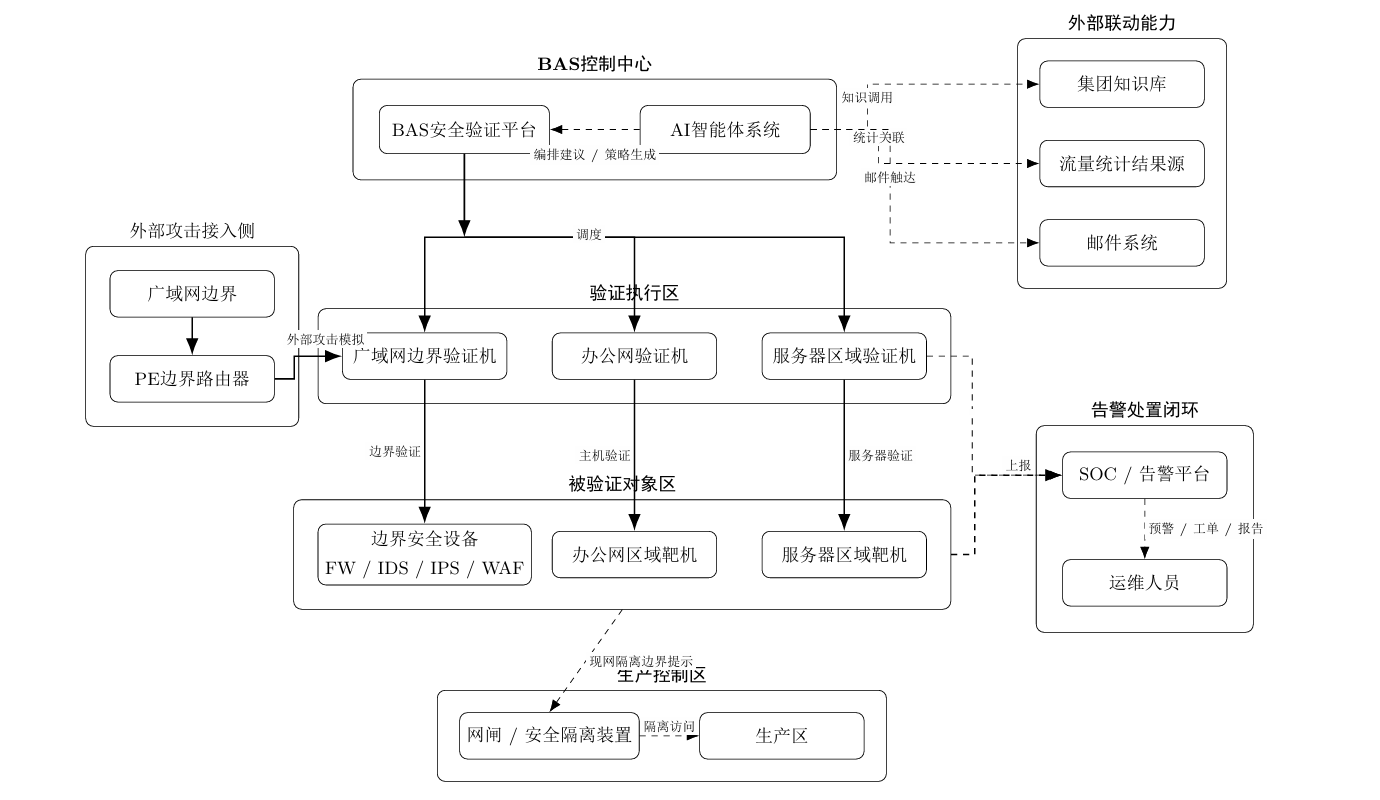 外部联动能力
集团知识库
流量统计结果源
邮件系统
BAS控制中心
BAS安全验证平台
AI智能体系统
编排建议 / 策略生成
知识调用
统计关联
邮件触达
外部攻击接入侧
广域网边界
PE边界路由器
外部攻击模拟
调度
验证执行区
广域网边界验证机
办公网验证机
服务器区域验证机
边界验证
主机验证
服务器验证
被验证对象区
边界安全设备
FW / IDS / IPS / WAF
办公网区域靶机
服务器区域靶机
告警处置闭环
上报
SOC / 告警平台
预警 / 工单 / 报告
运维人员
现网隔离边界提示
生产控制区
网闸 / 安全隔离装置
隔离访问
生产区